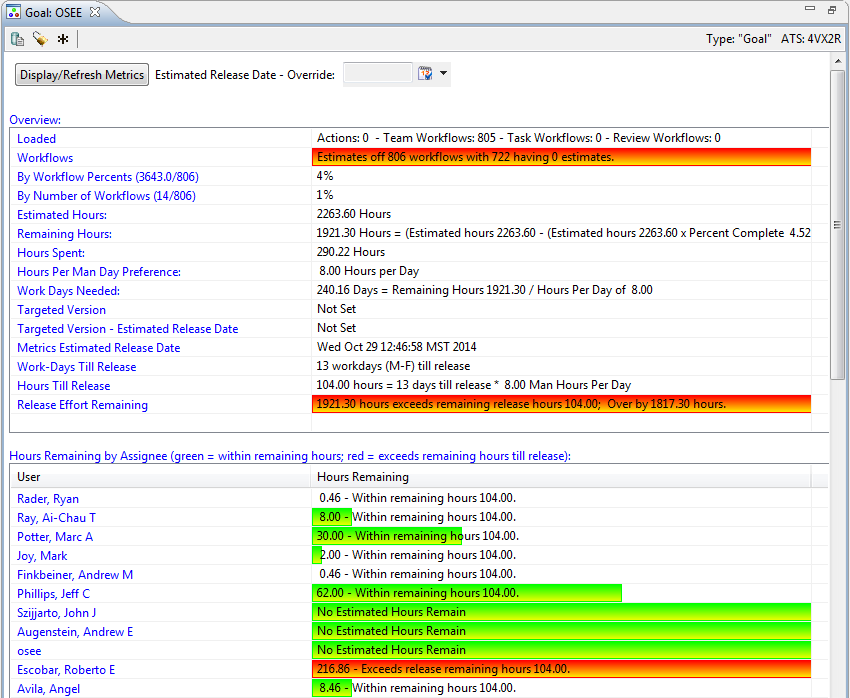 Goal: OSEE
Type: "Goal" ATS: 4VX2R
Display/Refresh Metrics Estimated Release Date - Override:
Overview:
Loaded Actions: 0 - Team Workflows: 805 - Task Workflows: 0 - Review Workflows: 0
Workflows Estimates off 806 workflows with 722 having 0 estimates.
By Workflow Percents (3643.0/806) 4%
By Number of Workflows (14/806) 1%
Estimated Hours: 2263.60 Hours
Remaining Hours: 1921.30 Hours = (Estimated hours 2263.60 - (Estimated hours 2263.60 x Percent Complete 4.52
Hours Spent: 290.22 Hours
Hours Per Man Day Preference: 8.00 Hours per Day
Work Days Needed: 240.16 Days = Remaining Hours 1921.30 / Hours Per Day of 8.00
Targeted Version Not Set
Targeted Version - Estimated Release Date Not Set
Metrics Estimated Release Date Wed Oct 29 12:46:58 MST 2014
Work-Days Till Release 13 workdays (M-F) till release
Hours Till Release 104.00 hours = 13 days till release * 8.00 Man Hours Per Day
Release Effort Remaining 1921.30 hours exceeds remaining release hours 104.00; Over by 1817.30 hours.
Hours Remaining by Assignee (green = within remaining hours; red = exceeds remaining hours till release):
User Hours Remaining
Rader, Ryan 0.46 - Within remaining hours 104.00.
Ray, Ai-Chau T 8.00 - Within remaining hours 104.00.
Potter, Marc A 30.00 - Within remaining hours 104.00.
Joy, Mark 2.00 - Within remaining hours 104.00.
Finkbeiner, Andrew M 0.46 - Within remaining hours 104.00.
Phillips, Jeff C 62.00 - Within remaining hours 104.00.
Szijjarto, John J No Estimated Hours Remain
Augenstein, Andrew E No Estimated Hours Remain
osee No Estimated Hours Remain
Escobar, Roberto E 216.86 - Exceeds release remaining hours 104.00.
Avila, Angel 8.46 - Within remaining hours 104.00.